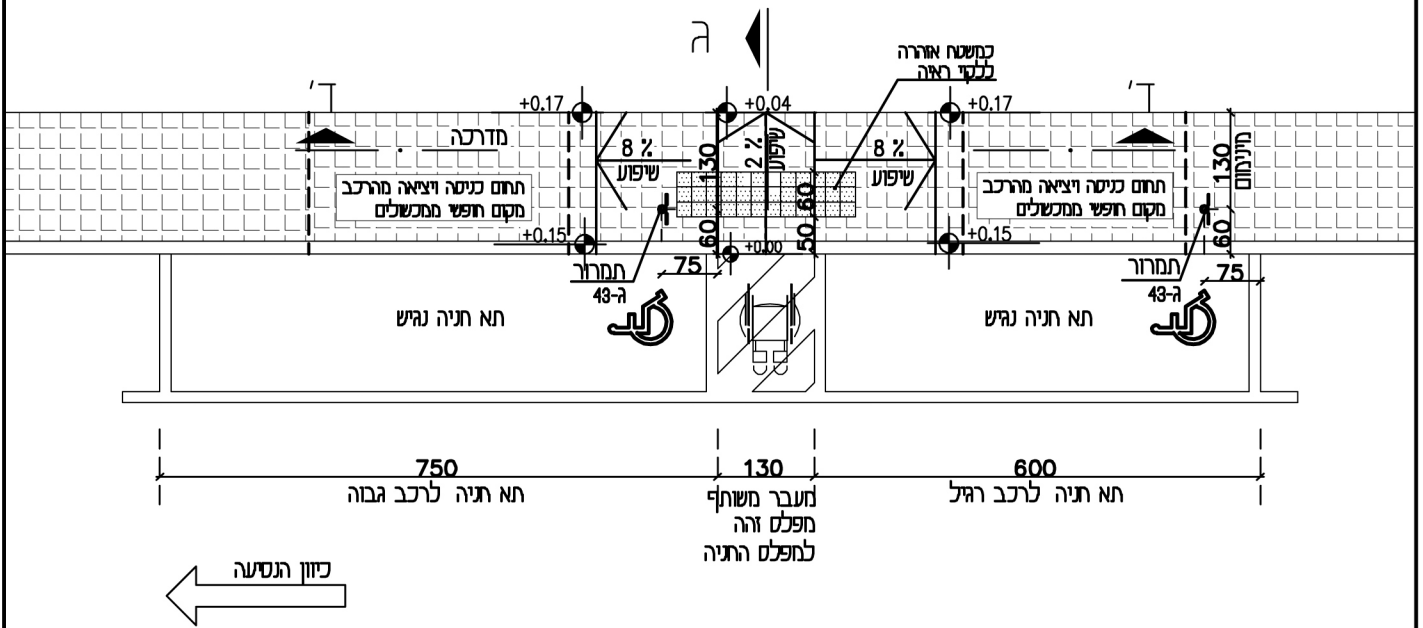 ג
כמשטח אזהרה
ללקוי ראיה
ד'
ד'
+0.17
+0.04
+0.17
מדרכה
8 %
שיפוע
130
2 %
שיפוע
8 %
שיפוע
130
מינימום
תחום כניסה ויציאה מהרכב
מקום חופשי ממכשולים
60
תחום כניסה ויציאה מהרכב
מקום חופשי ממכשולים
+0.15
60
+0.00
50
+0.15
60
תמרור
ג-43
75
תמרור
ג-43
75
תא חניה נגיש
תא חניה נגיש
750
130
600
תא חניה לרכב גבוה
מעבר משותף
מפלס זהה
למפלס החניה
תא חניה לרכב רגיל
כיוון הנסיעה